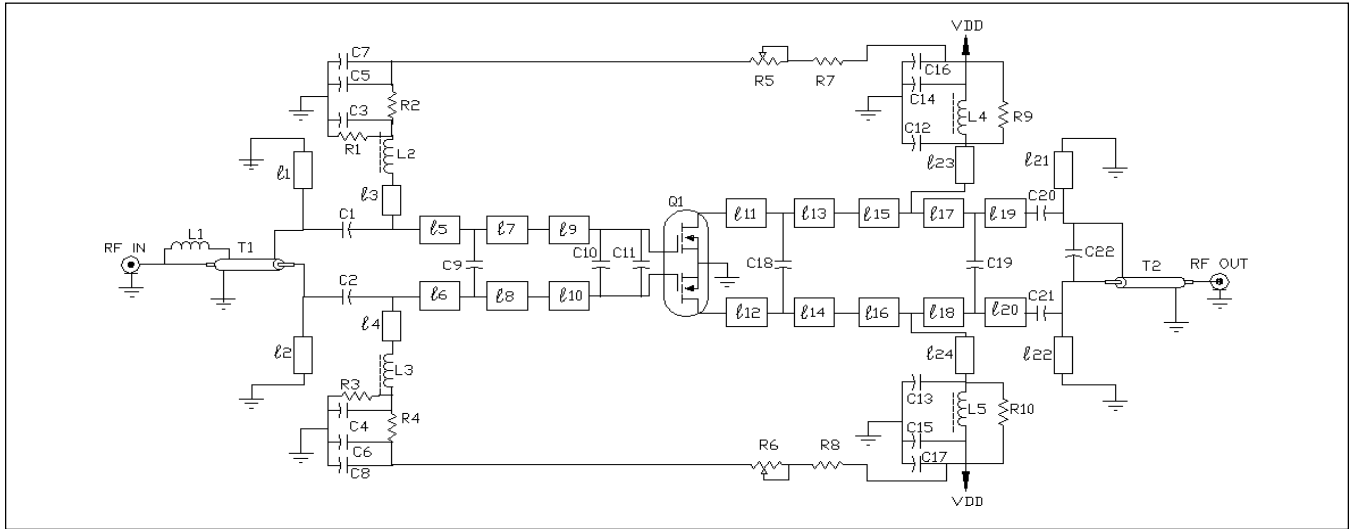 VDD
C7
C5
C3
R1
R2
L2
ℓ3
ℓ1
R5
R7
C16
C14
C12
L4
R9
ℓ23
ℓ21
C20
RF IN
L1
T1
C1
C2
ℓ5
ℓ7
ℓ9
C9
C10
C11
Q1
ℓ11
ℓ13
ℓ15
ℓ17
ℓ19
C18
C19
C22
T2
RF OUT
ℓ6
ℓ8
ℓ10
ℓ12
ℓ14
ℓ16
ℓ18
ℓ20
C21
ℓ2
ℓ4
L3
R3
R4
C4
C6
C8
R6
R8
ℓ24
ℓ22
C13
C15
C17
L5
R10
VDD